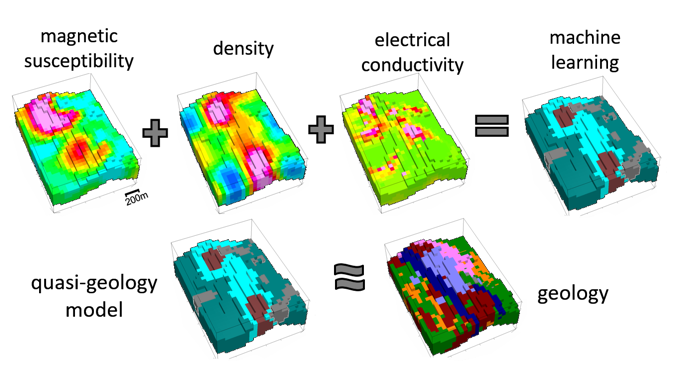 magnetic
susceptibility
density
electrical
conductivity
machine
learning
200m
quasi-geology
model
geology